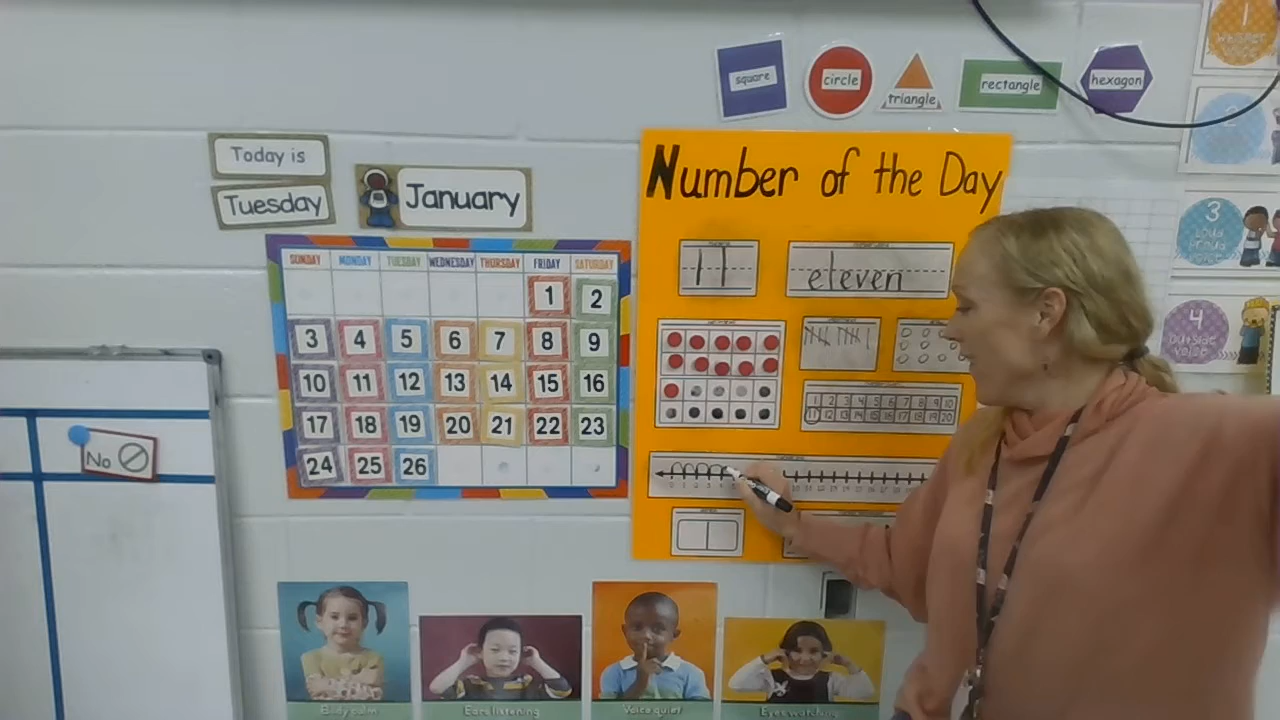 square
circle
triangle
rectangle
hexagon
1
2
3
4
outside
voice
Today is
Tuesday
January
SUNDAY MONDAY TUESDAY WEDNESDAY THURSDAY FRIDAY SATURDAY
1 2
3 4 5 6 7 8 9
10 11 12 13 14 15 16
17 18 19 20 21 22 23
24 25 26
Number of the Day
11
eleven
1 2 3 4 5 6 7 8 9 10
11 12 13 14 15 16 17 18 19 20
No
Body calm
Ears listening
Voice quiet
Eyes watching